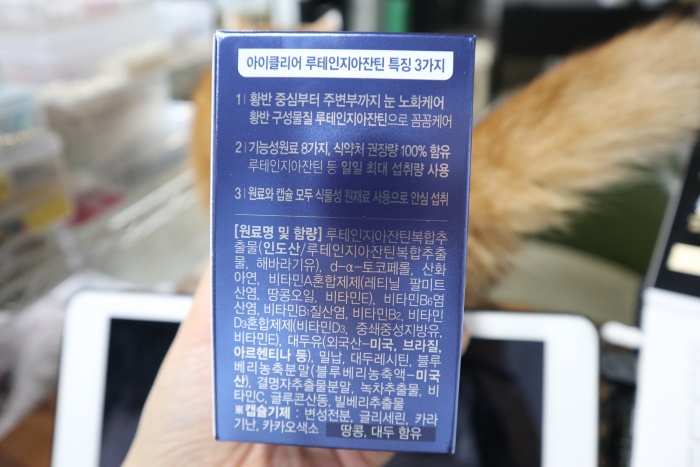 아이클리어 루테인지아잔틴 특징 3가지
1 | 황반 중심부터 주변부까지 눈 노화케어
황반 구성물질 루테인지아잔틴으로 꼼꼼케어
2 | 기능성원료 8가지, 식약처 권장량 100% 함유
루테인지아잔틴 등 일일 최대 섭취량 사용
3 | 원료와 캡슐 모두 식물성 원재료 사용으로 안심 섭취
[원료명 및 함량] 루테인지아잔틴복합추
출물(인도산/루테인지아잔틴복합추출
물, 해바라기유), d-α-토코페롤, 산화
아연, 비타민A혼합제제(레티닐 팔미트
산염, 땅콩오일, 비타민E), 비타민B6염
산염, 비타민B1질산염, 비타민B2, 비타민
D3혼합제제(비타민D3, 중쇄중성지방유,
비타민E), 대두유(외국산-미국, 브라질,
아르헨티나 등), 밀납, 대두레시틴, 블루
베리농축분말(블루베리농축액-미국
산), 결명자추출물분말, 녹차추출물, 비
타민C, 글루콘산동, 빌베리추출물
※캡슐기제 : 변성전분, 글리세린, 카라
기난, 카카오색소 땅콩, 대두 함유